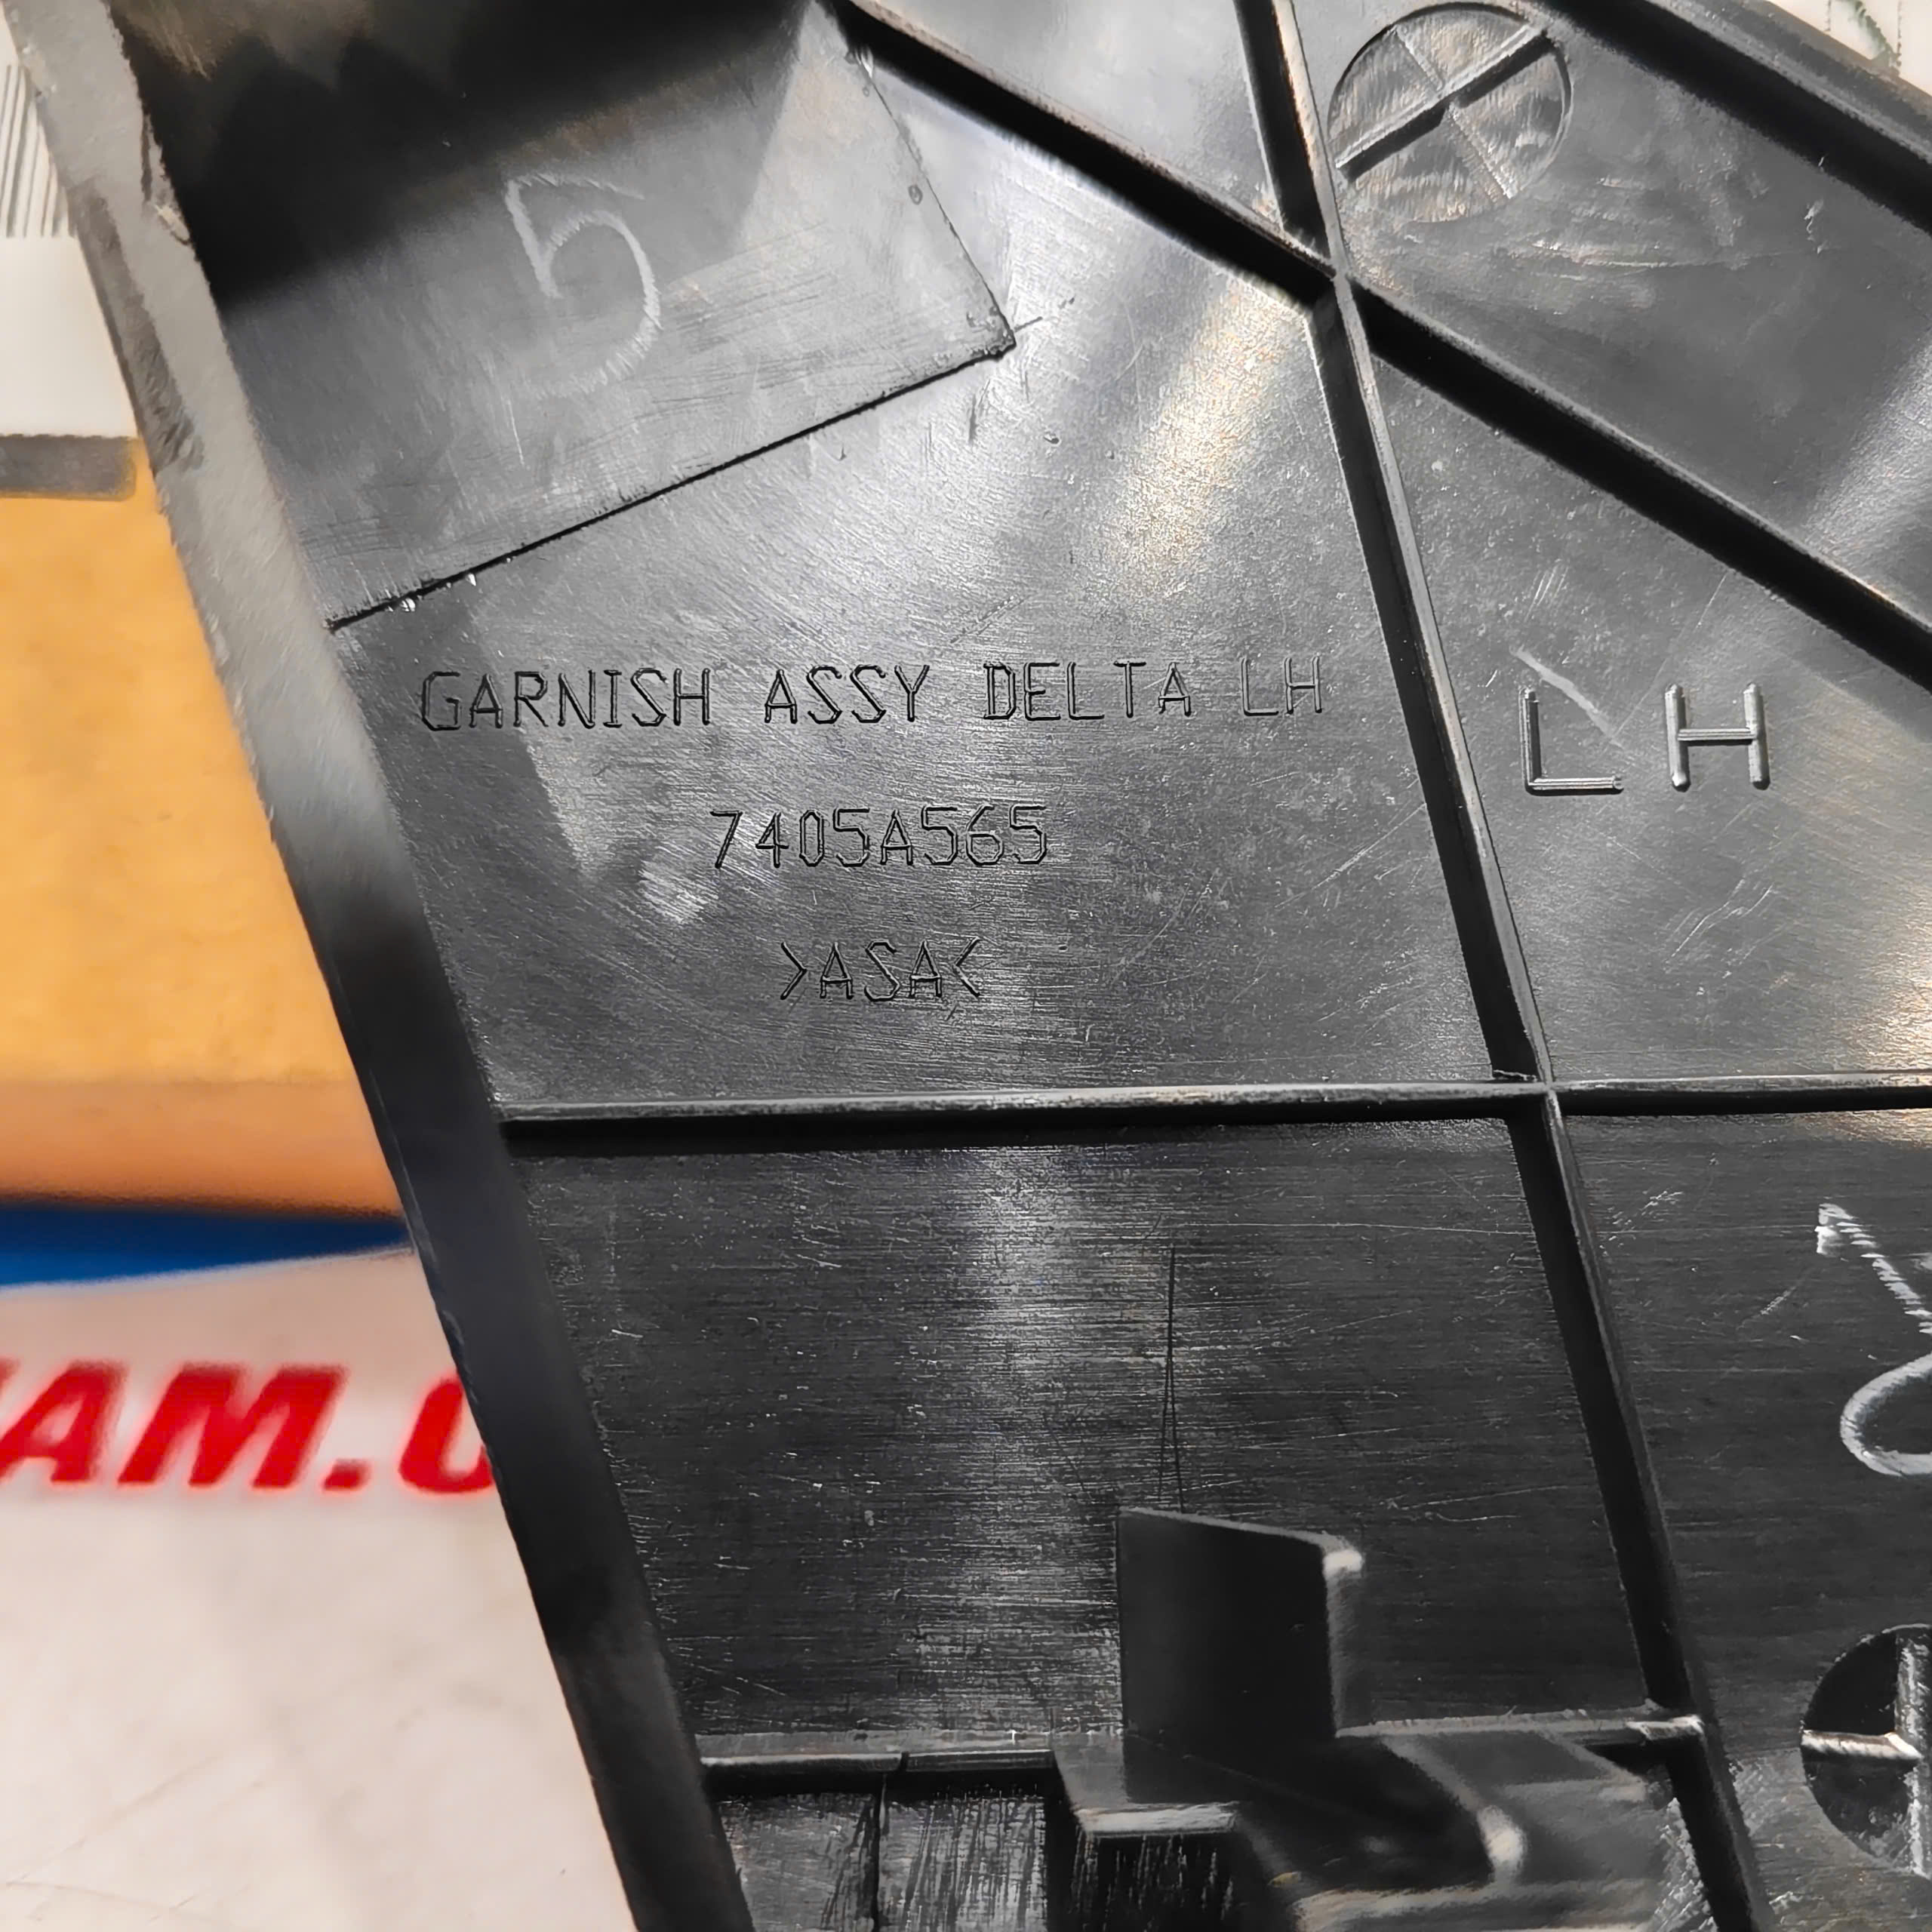 5
GARNISH ASSY DELTA LH
LH
7405A565
>ASA<
AM.